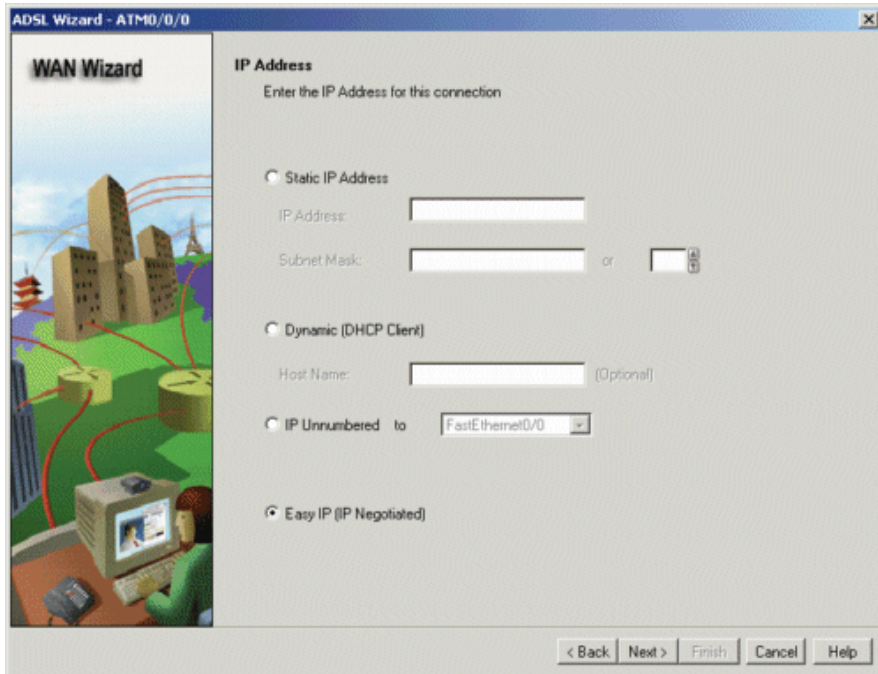 ADSL Wizard - ATM0/0/0
WAN Wizard
IP Address
Enter the IP Address for this connection
Static IP Address
IP Address:
Subnet Mask: or
Dynamic (DHCP Client)
Host Name: (Optional)
IP Unnumbered to FastEthernet0/0
Easy IP (IP Negotiated)
< Back Next > Finish Cancel Help